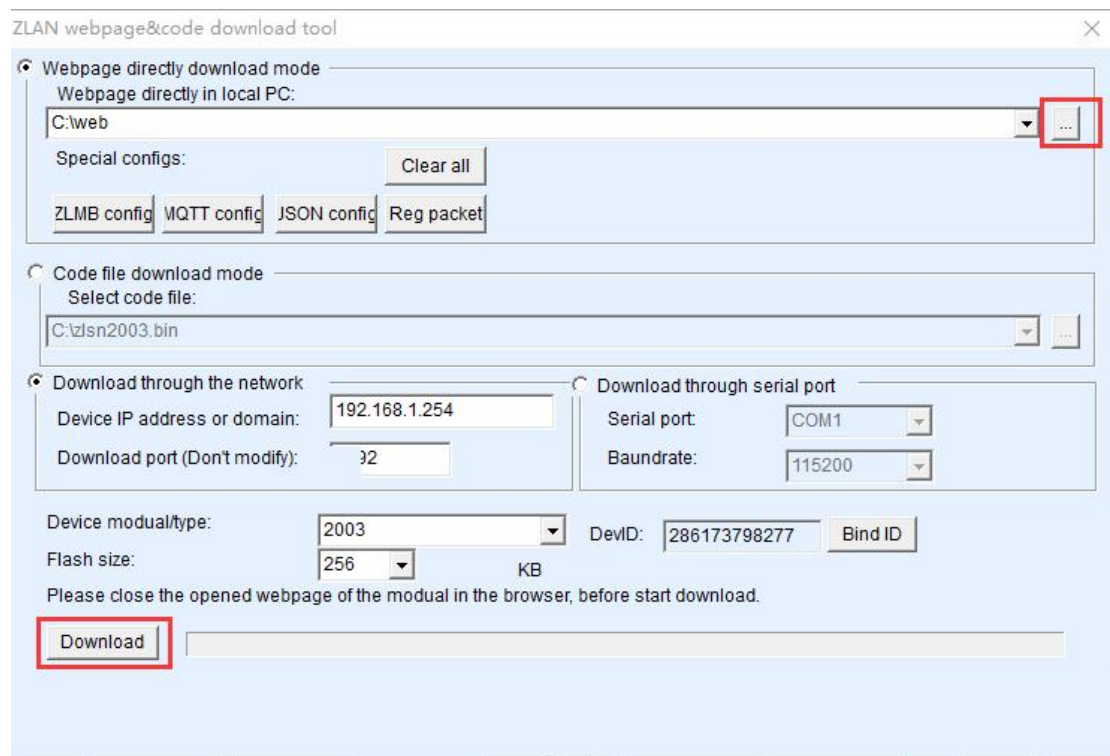 ZLAN webpage&code download tool
Webpage directly download mode
Webpage directly in local PC:
C:\web
...
Special configs:
Clear all
ZLMB config
MQTT config
JSON config
Reg packet
Code file download mode
Select code file:
C:\zlsn2003.bin
...
Download through the network
Device IP address or domain:
192.168.1.254
Download port (Don't modify):
92
Download through serial port
Serial port:
COM1
Baundrate:
115200
Device modual/type:
2003
DevID:
286173798277
Bind ID
Flash size:
256
KB
Please close the opened webpage of the modual in the browser, before start download.
Download